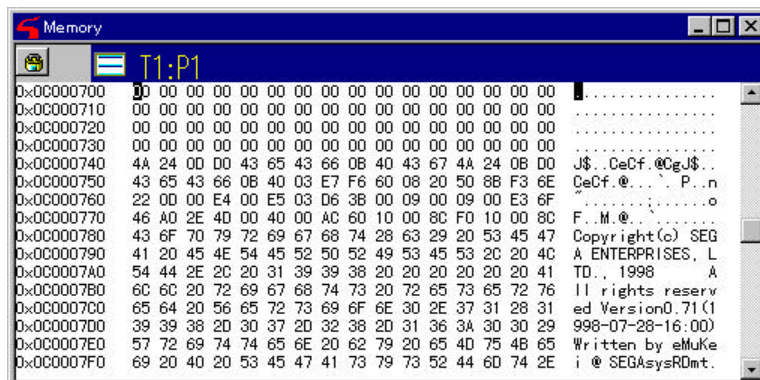 Memory
T1:P1
0x0C000700 00 00 00 00 00 00 00 00 00 00 00 00 00 00 00 00 ................
0x0C000710 00 00 00 00 00 00 00 00 00 00 00 00 00 00 00 00 ................
0x0C000720 00 00 00 00 00 00 00 00 00 00 00 00 00 00 00 00 ................
0x0C000730 00 00 00 00 00 00 00 00 00 00 00 00 00 00 00 00 ................
0x0C000740 4A 24 0D D0 43 65 43 66 0B 40 43 67 4A 24 0B D0 J$..CeCf.@CgJ$..
0x0C000750 43 65 43 66 0B 40 03 E7 F6 60 08 20 50 8B F3 6E CeCf.@...`. P..n
0x0C000760 22 0D 00 E4 00 E5 03 D6 3B 00 09 00 09 00 E3 6F ".......;......o
0x0C000770 46 A0 2E 4D 00 40 00 AC 60 10 00 8C F0 10 00 8C F..M.@..`.......
0x0C000780 43 6F 70 79 72 69 67 68 74 28 63 29 20 53 45 47 Copyright(c) SEG
0x0C000790 41 20 45 4E 54 45 52 50 52 49 53 45 53 2C 20 4C A ENTERPRISES, L
0x0C0007A0 54 44 2E 2C 20 31 39 39 38 20 20 20 20 20 20 41 TD., 1998      A
0x0C0007B0 6C 6C 20 72 69 67 68 74 73 20 72 65 73 65 72 76 ll rights reserv
0x0C0007C0 65 64 20 56 65 72 73 69 6F 6E 30 2E 37 31 28 31 ed Version0.71(1
0x0C0007D0 39 39 38 2D 30 37 2D 32 38 2D 31 36 3A 30 30 29 998-07-28-16:00)
0x0C0007E0 57 72 69 74 74 65 6E 20 62 79 20 65 4D 75 4B 65 Written by eMuKe
0x0C0007F0 69 20 40 20 53 45 47 41 73 79 73 52 44 6D 74 2E i @ SEGAsysRDmt.